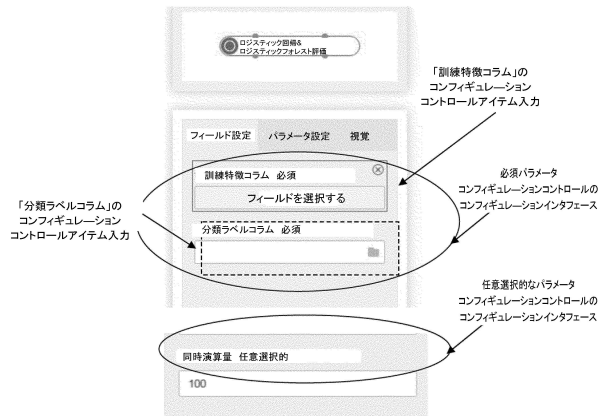 ロジスティック回帰&
ロジスティックフォレスト評価
「訓練特徴コラム」の
コンフィギュレーション
コントロールアイテム入力
フィールド設定 パラメータ設定 視覚
訓練特徴コラム 必須
フィールドを選択する
必須パラメータ
コンフィギュレーションコントロールの
コンフィギュレーションインタフェース
「分類ラベルコラム」の
コンフィギュレーション
コントロールアイテム入力
分類ラベルコラム 必須
任意選択的なパラメータ
コンフィギュレーションコントロールの
コンフィギュレーションインタフェース
同時演算量 任意選択的
100